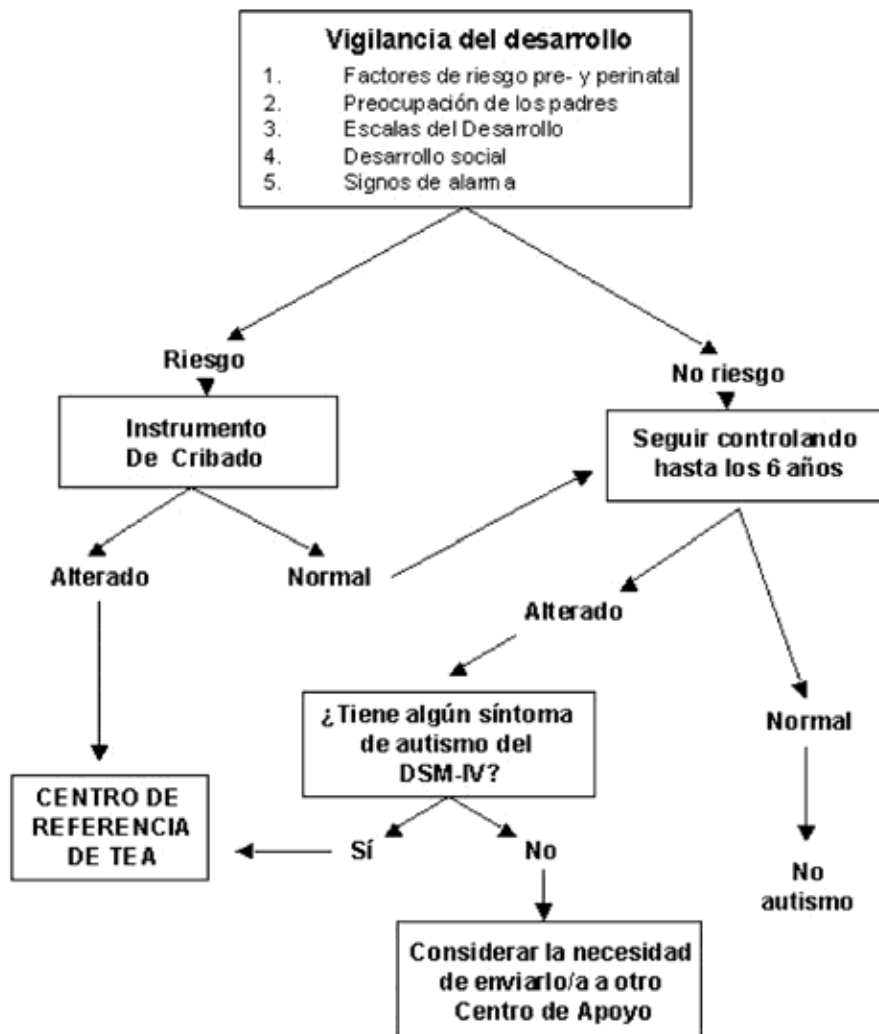 Vigilancia del desarrollo
1. Factores de riesgo pre- y perinatal
2. Preocupación de los padres
3. Escalas del Desarrollo
4. Desarrollo social
5. Signos de alarma
Riesgo
No riesgo
Instrumento
De Cribado
Seguir controlando
hasta los 6 años
Alterado
Normal
Alterado
¿Tiene algún síntoma
de autismo del
DSM-IV?
Normal
CENTRO DE
REFERENCIA
DE TEA
Sí
No
No
autismo
Considerar la necesidad
de enviarlo/a a otro
Centro de Apoyo